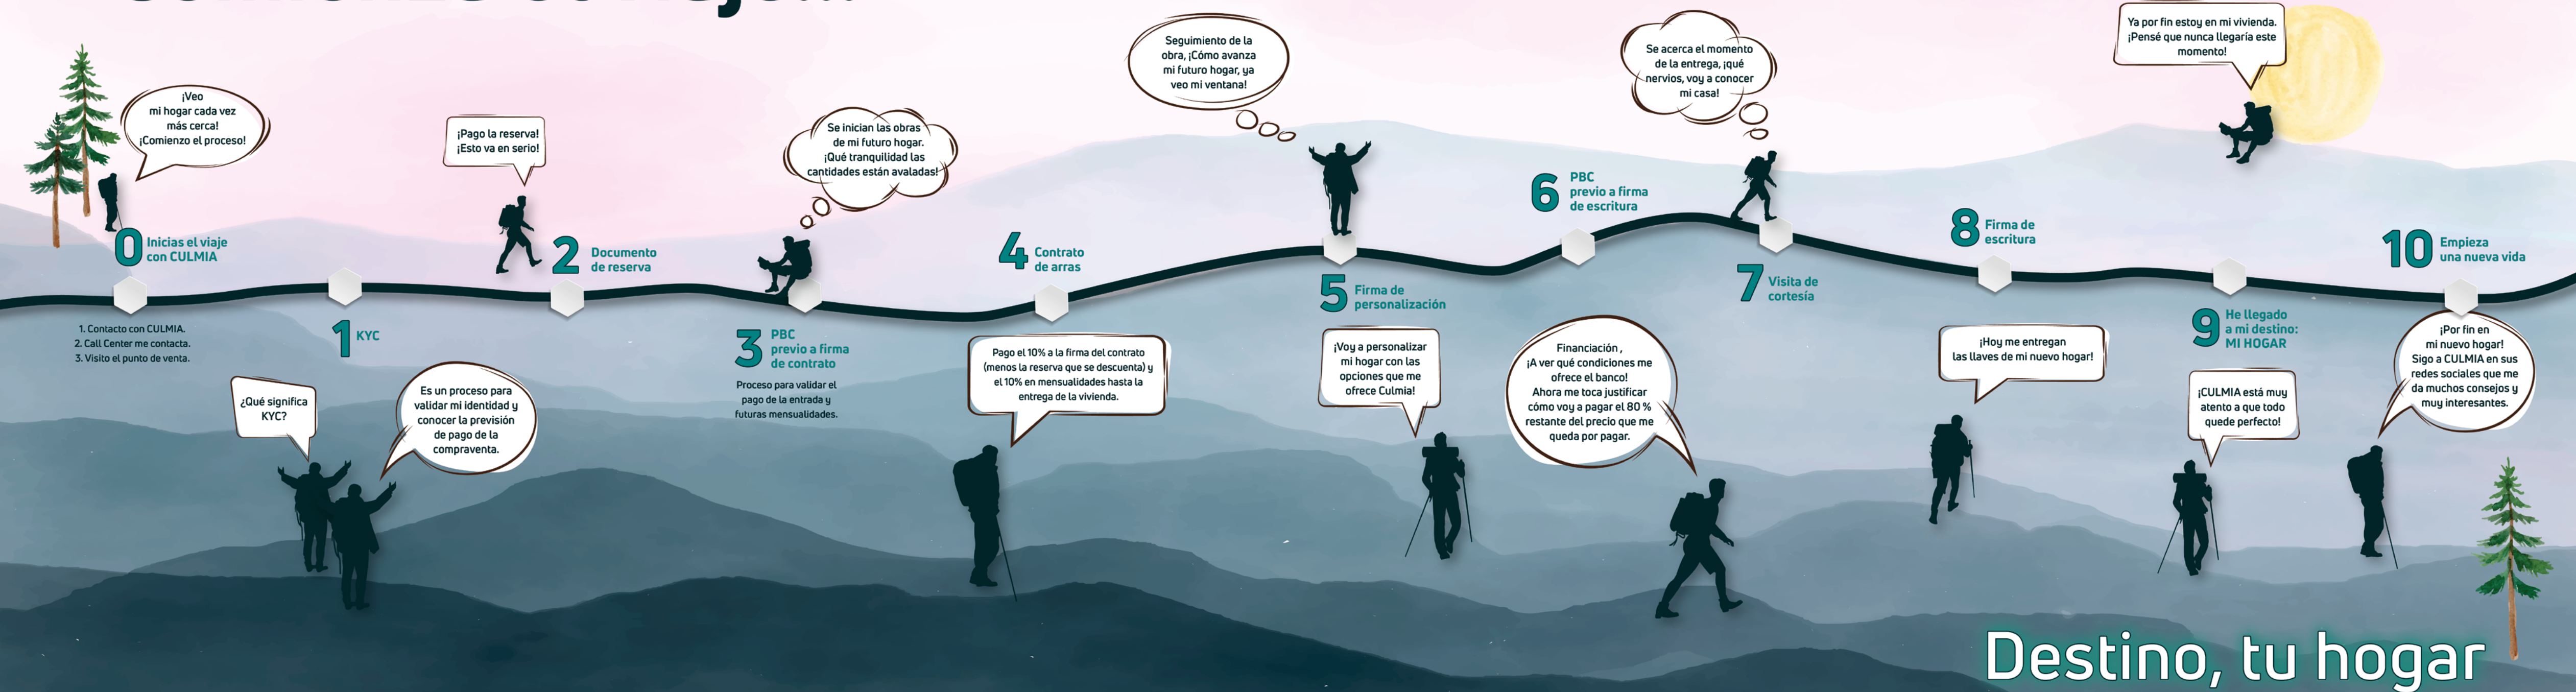 ¡Veo
mi hogar cada vez
más cerca!
¡Comienzo el proceso!
0 Inicias el viaje
con CULMIA
1. Contacto con CULMIA.
2. Call Center me contacta.
3. Visito el punto de venta.
1 KYC
¿Qué significa
KYC?
Es un proceso para
validar mi identidad y
conocer la previsión
de pago de la
compraventa.
¡Pago la reserva!
¡Esto va en serio!
2 Documento
de reserva
Se inician las obras
de mi futuro hogar.
¡Qué tranquilidad las
cantidades están avaladas!
3 PBC
previo a firma
de contrato
Proceso para validar el
pago de la entrada y
futuras mensualidades.
4 Contrato
de arras
Pago el 10% a la firma del contrato
(menos la reserva que se descuenta) y
el 10% en mensualidades hasta la
entrega de la vivienda.
Seguimiento de la
obra, ¡Cómo avanza
mi futuro hogar, ya
veo mi ventana!
5 Firma de
personalización
¡Voy a personalizar
mi hogar con las
opciones que me
ofrece Culmia!
6 PBC
previo a firma
de escritura
Financiación ,
¡A ver qué condiciones me
ofrece el banco!
Ahora me toca justificar
cómo voy a pagar el 80 %
restante del precio que me
queda por pagar.
Se acerca el momento
de la entrega, ¡qué
nervios, voy a conocer
mi casa!
7 Visita de
cortesía
8 Firma de
escritura
¡Hoy me entregan
las llaves de mi nuevo hogar!
Ya por fin estoy en mi vivienda.
¡Pensé que nunca llegaría este
momento!
9 He llegado
a mi destino:
MI HOGAR
¡CULMIA está muy
atento a que todo
quede perfecto!
10 Empieza
una nueva vida
¡Por fin en
mi nuevo hogar!
Sigo a CULMIA en sus
redes sociales que me
da muchos consejos y
muy interesantes.
Destino, tu hogar